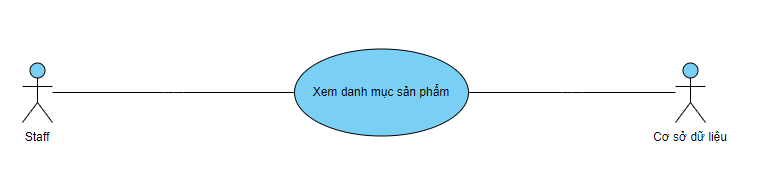 Xem danh mục sản phẩm
Staff
Cơ sở dữ liệu